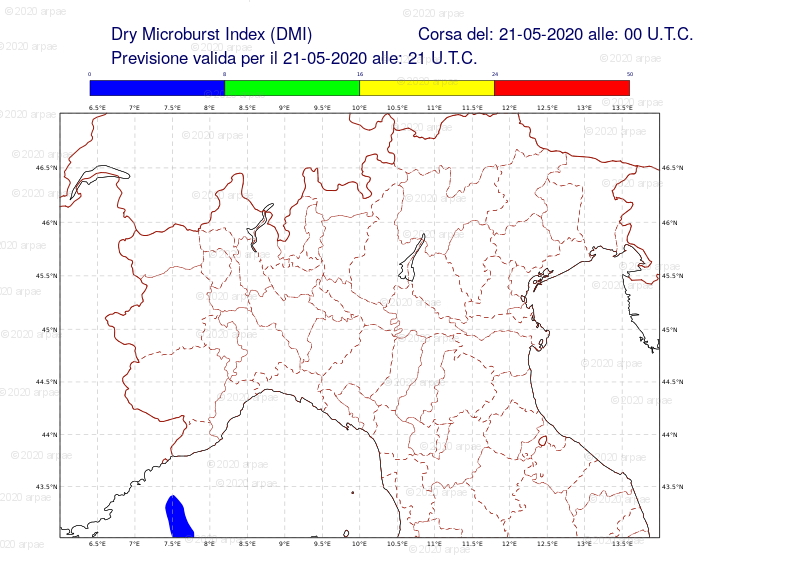 Dry Microburst Index (DMI) Corsa del: 21-05-2020 alle: 00 U.T.C.
Previsione valida per il 21-05-2020 alle: 21 U.T.C.
0 8 16 24 50
6.5°E 7°E 7.5°E 8°E 8.5°E 9°E 9.5°E 10°E 10.5°E 11°E 11.5°E 12°E 12.5°E 13°E 13.5°E
46.5°N 46.5°N
46°N 46°N
45.5°N 45.5°N
45°N 45°N
44.5°N 44.5°N
44°N 44°N
43.5°N 43.5°N
6.5°E 7°E 7.5°E 8°E 8.5°E 9°E 9.5°E 10°E 10.5°E 11°E 11.5°E 12°E 12.5°E 13°E 13.5°E
© 2020 arpae